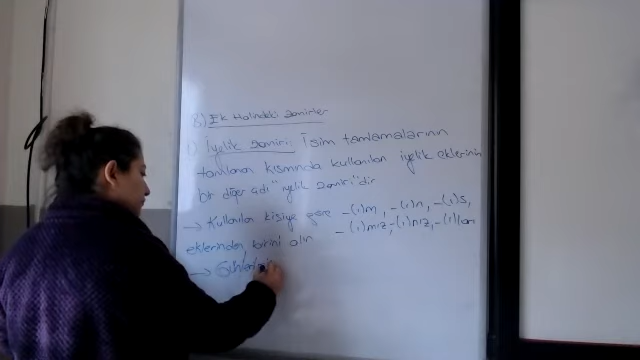 B) Ek Halindeki Zamirler
1) İyelik zamiri: İsim tamlamalarının
tamlanan kısmında kullanılan iyelik eklerinin
bir diğer adı "iyelik zamiri"dir
→ Kullanılan kişiye göre -(ı)m, -(ı)n, -(ı)s,
eklerinden birini alır -(ı)mız, -(ı)nız, -(ı)ları
→